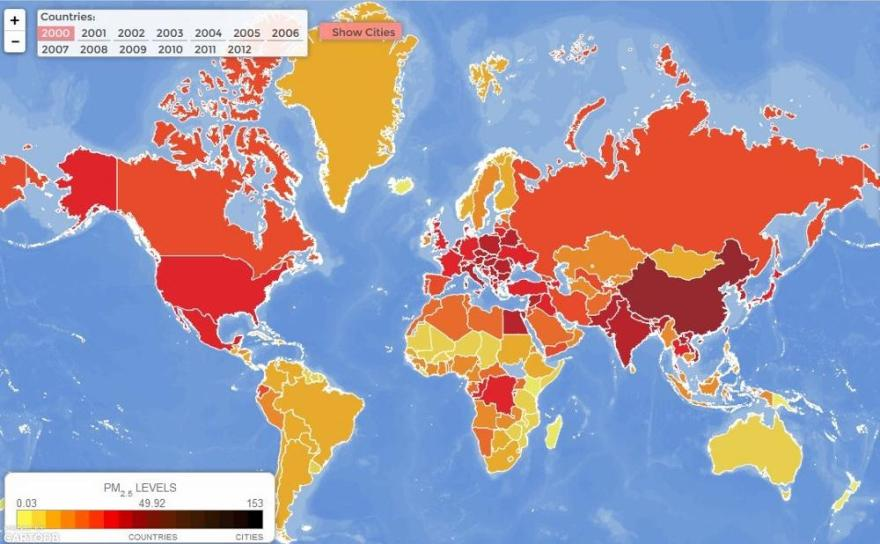 +
−
Countries:
2000 2001 2002 2003 2004 2005 2006
2007 2008 2009 2010 2011 2012
Show Cities
PM2.5 LEVELS
0.03 49.92 153
COUNTRIES CITIES
CARTODB